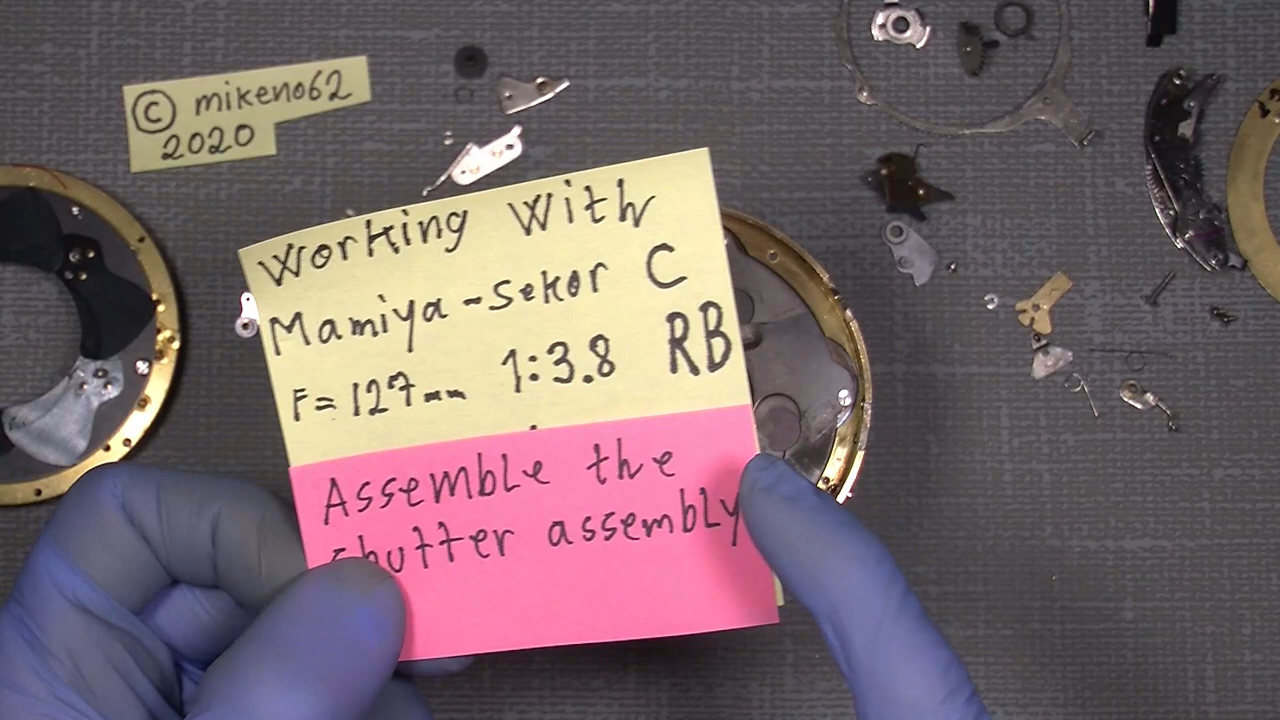 © mikeno62
2020
Working With
Mamiya-Sekor C
F=127mm 1:3.8 RB
Assemble the
shutter assembly